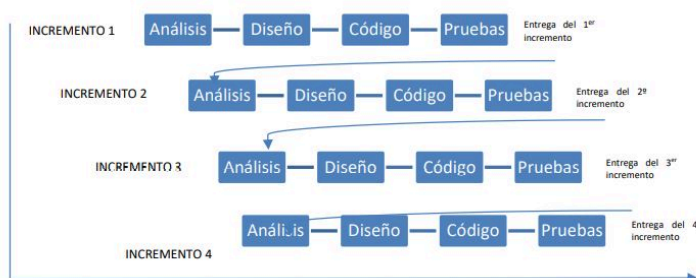 INCREMENTO 1
Análisis
Diseño
Código
Pruebas
Entrega del 1er
incremento
INCREMENTO 2
Análisis
Diseño
Código
Pruebas
Entrega del 2º
incremento
INCREMENTO 3
Análisis
Diseño
Código
Pruebas
Entrega del 3er
incremento
INCREMENTO 4
Análisis
Diseño
Código
Pruebas
Entrega del 4
incremento